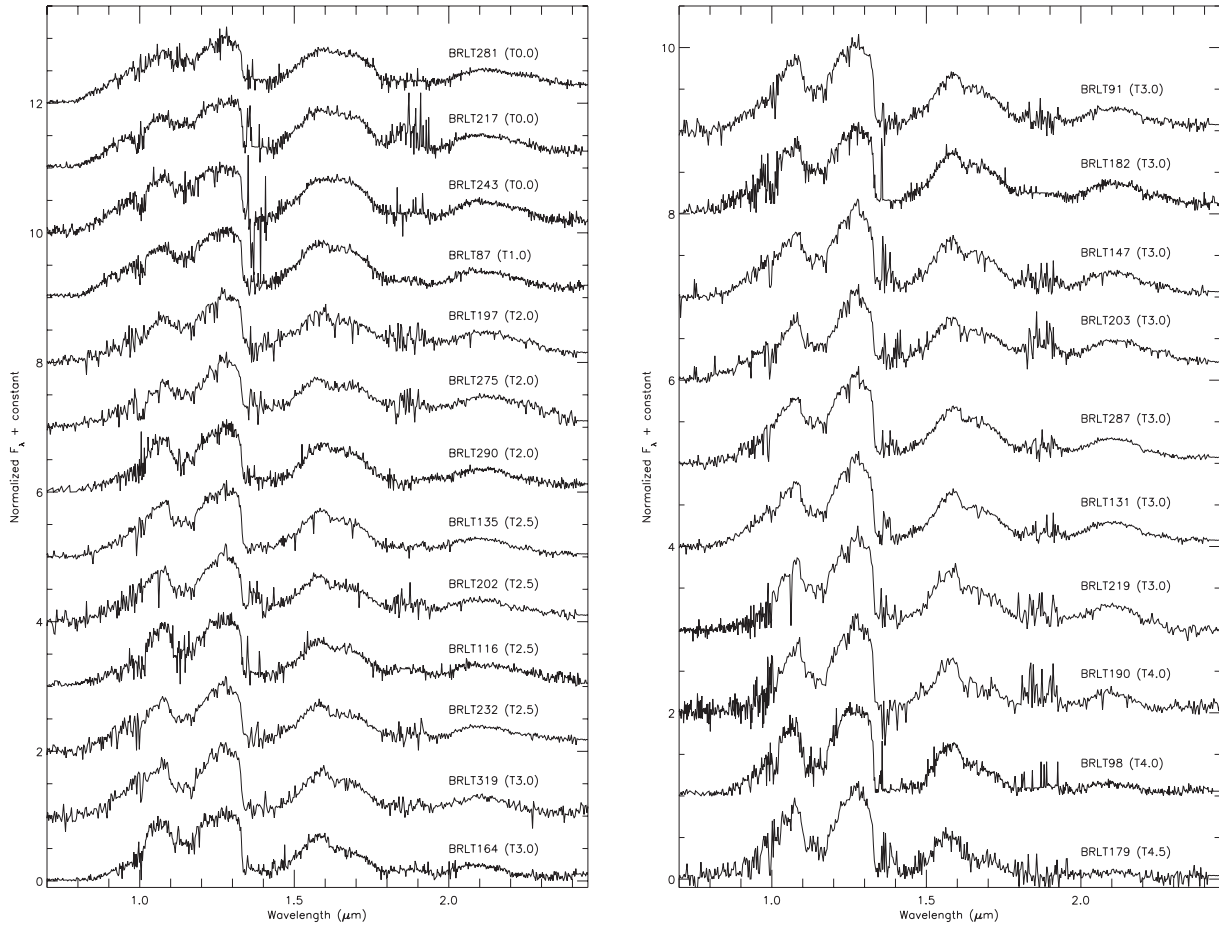 BRLT281 (T0.0)
BRLT217 (T0.0)
BRLT243 (T0.0)
BRLT87 (T1.0)
BRLT197 (T2.0)
BRLT275 (T2.0)
BRLT290 (T2.0)
BRLT135 (T2.5)
BRLT202 (T2.5)
BRLT116 (T2.5)
BRLT232 (T2.5)
BRLT319 (T3.0)
BRLT164 (T3.0)
12
10
8
6
4
2
0
Normalized Fλ + constant
1.0
1.5
2.0
Wavelength (μm)
BRLT91 (T3.0)
BRLT182 (T3.0)
BRLT147 (T3.0)
BRLT203 (T3.0)
BRLT287 (T3.0)
BRLT131 (T3.0)
BRLT219 (T3.0)
BRLT190 (T4.0)
BRLT98 (T4.0)
BRLT179 (T4.5)
10
8
6
4
2
0
Normalized Fλ + constant
1.0
1.5
2.0
Wavelength (μm)